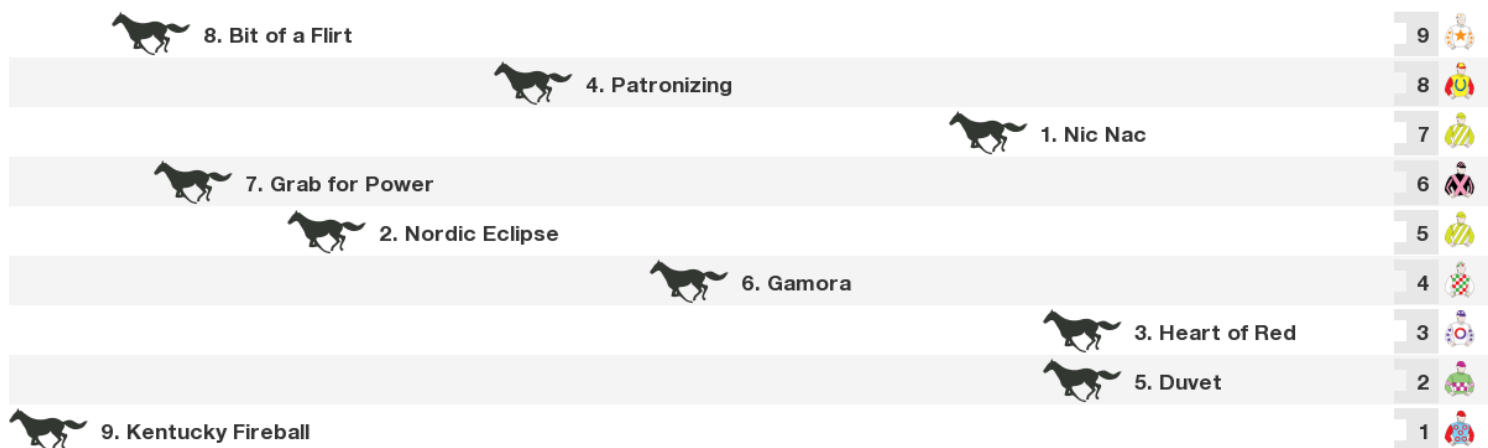 8. Bit of a Flirt 9
4. Patronizing 8
1. Nic Nac 7
7. Grab for Power 6
2. Nordic Eclipse 5
6. Gamora 4
3. Heart of Red 3
5. Duvet 2
9. Kentucky Fireball 1